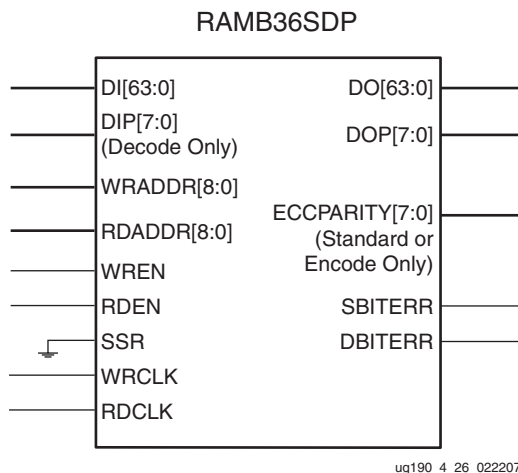 RAMB36SDP
DI[63:0]
DIP[7:0]
(Decode Only)
WRADDR[8:0]
RDADDR[8:0]
WREN
RDEN
SSR
WRCLK
RDCLK
DO[63:0]
DOP[7:0]
ECCPARITY[7:0]
(Standard or
Encode Only)
SBITERR
DBITERR
ug190_4_26_022207